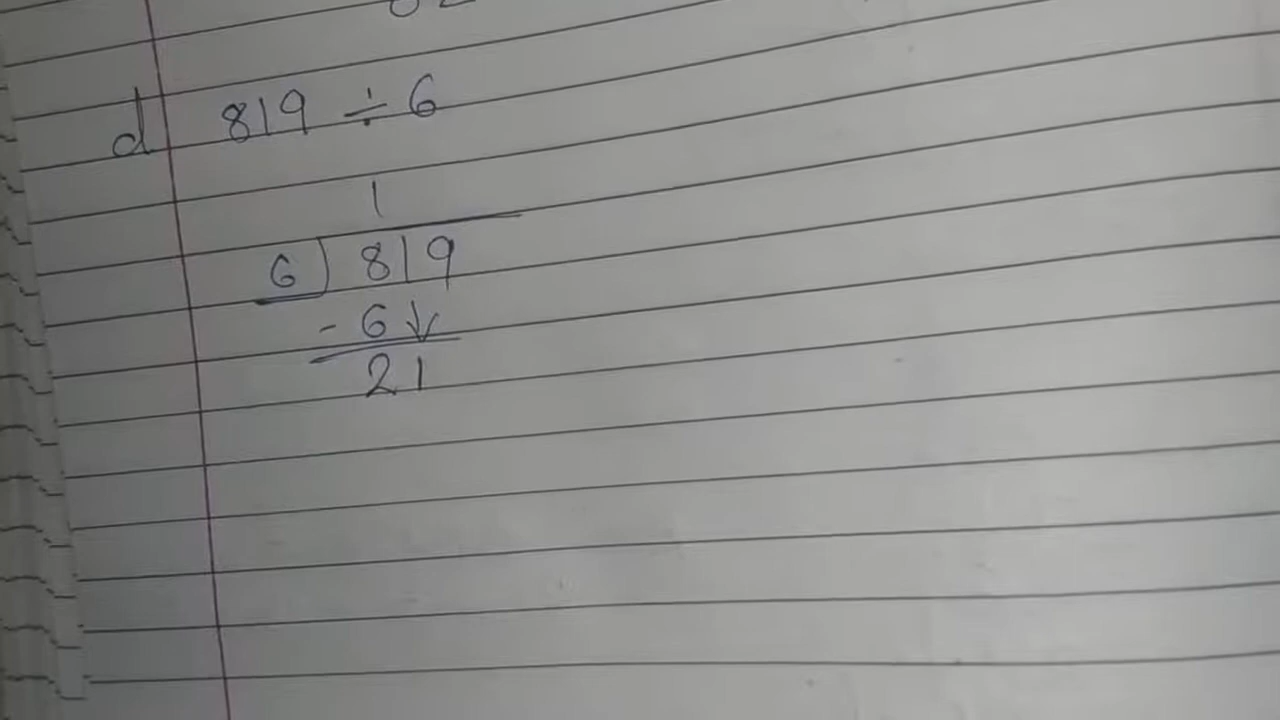 d 819 ÷ 6
1
6 ) 819
- 6 ↓
21